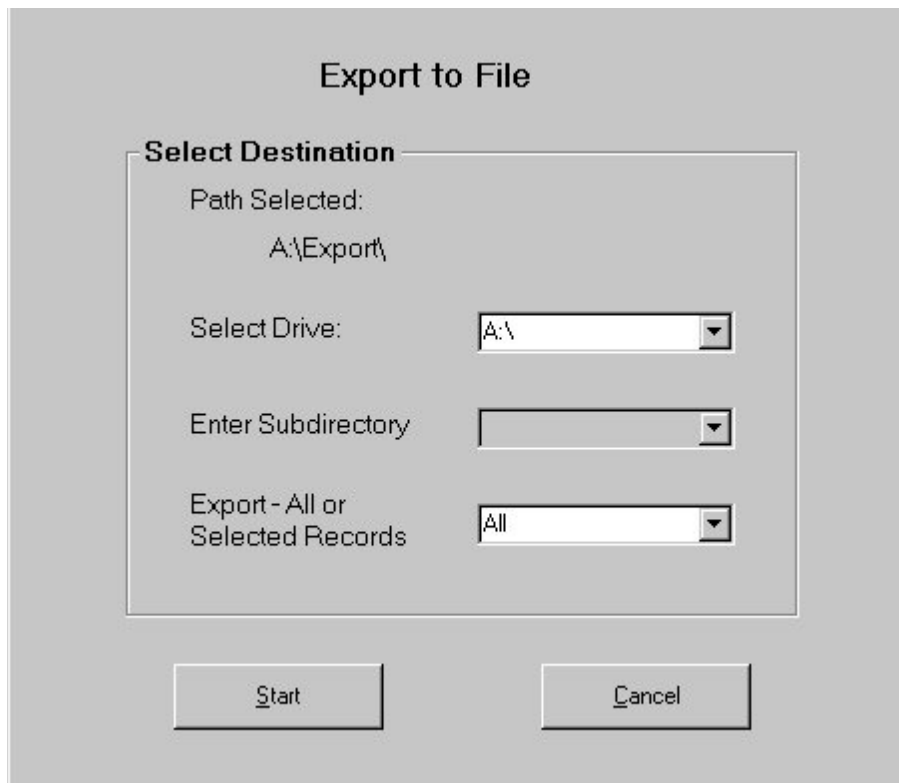 Export to File
Select Destination
Path Selected:
A:\Export\
Select Drive:
A:\
Enter Subdirectory
Export - All or
Selected Records
All
Start
Cancel